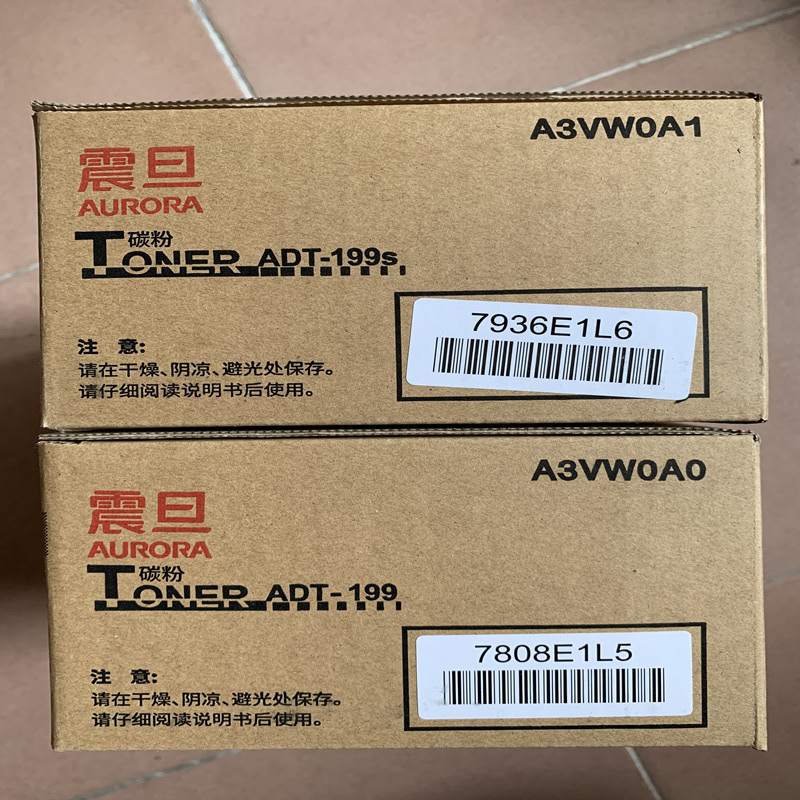 A3VW0A1
震旦
AURORA
碳粉
TONER ADT-199s
7936E1L6
注 意:
请在干燥、阴凉、避光处保存。
请仔细阅读说明书后使用。
A3VW0A0
震旦
AURORA
碳粉
TONER ADT-199
7808E1L5
注 意:
请在干燥、阴凉、避光处保存。
请仔细阅读说明书后使用。